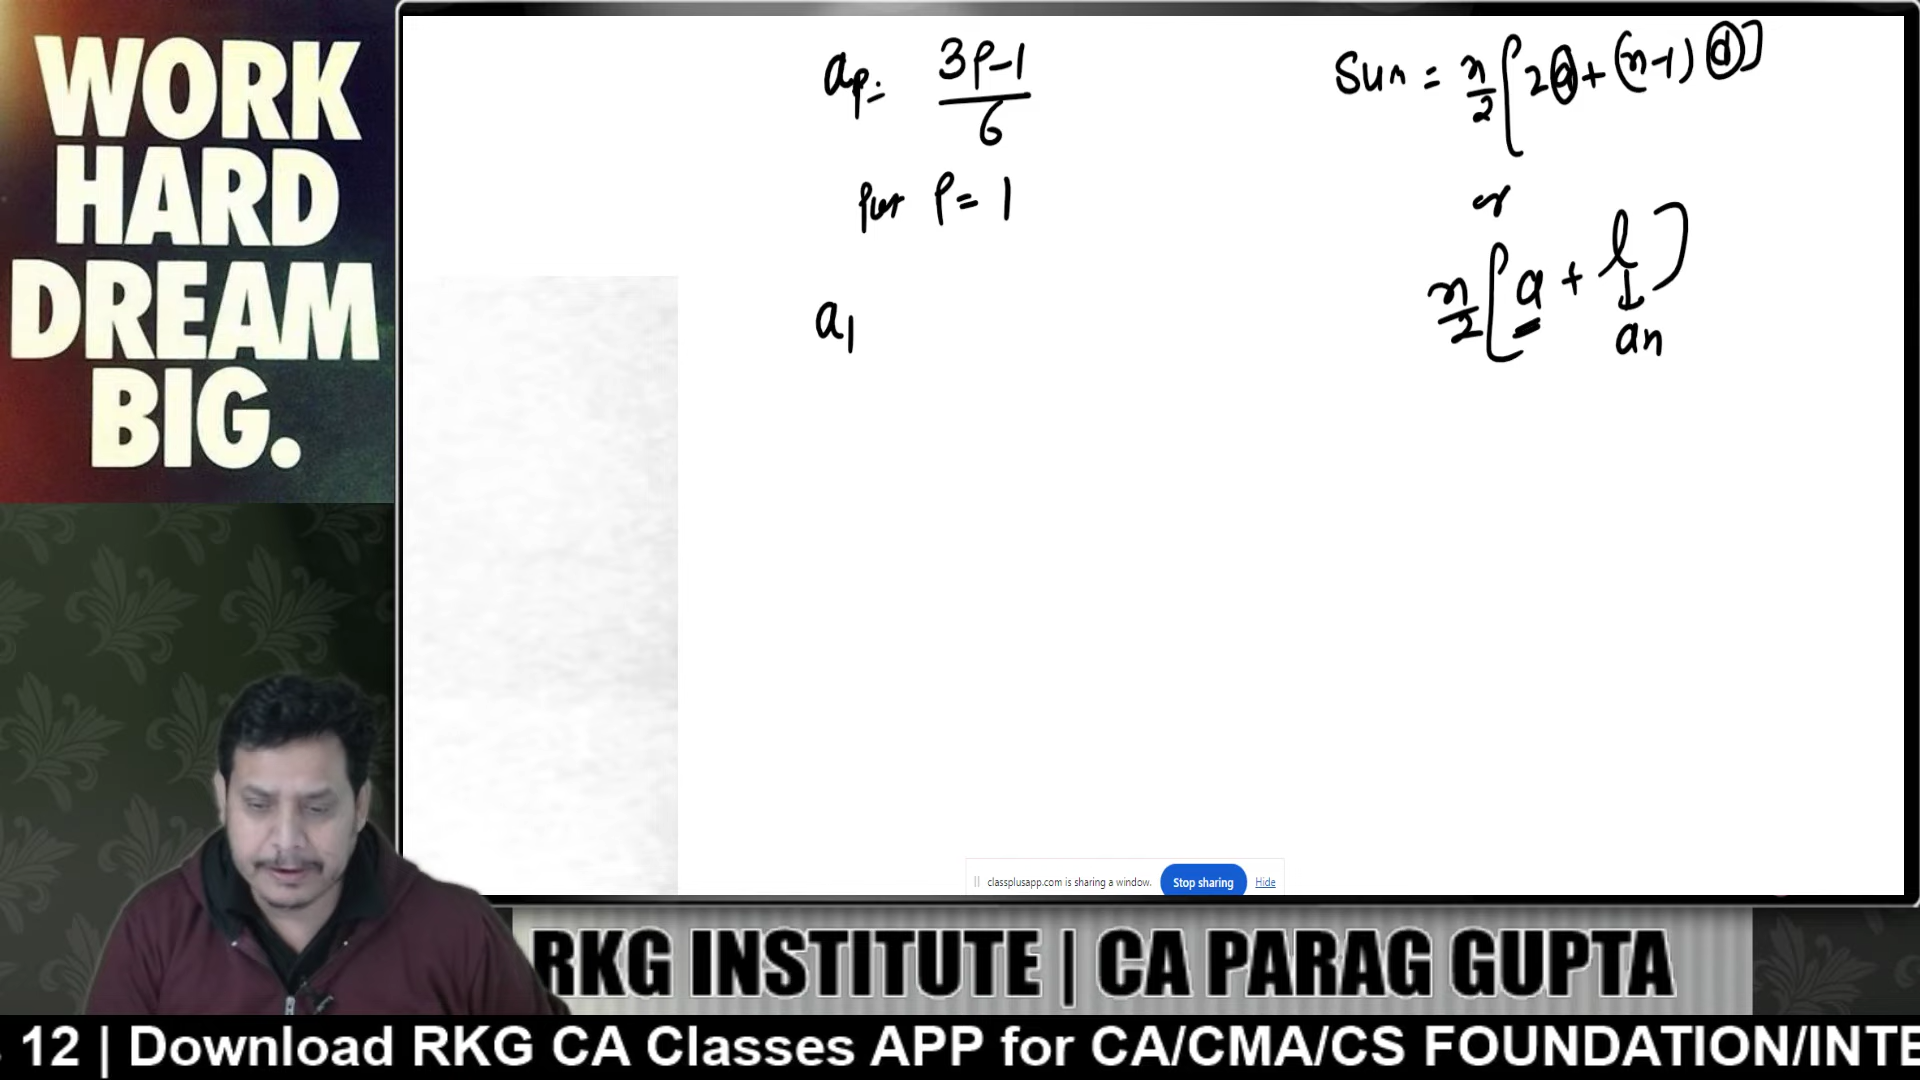 WORK
HARD
DREAM
BIG.
ap = 3P-1 / 6
Put P = 1
a1
Sum = n/2 [2a + (n-1) d]
or
n/2 [a + l]
an
|| classplusapp.com is sharing a window. Stop sharing Hide
RKG INSTITUTE | CA PARAG GUPTA
12 | Download RKG CA Classes APP for CA/CMA/CS FOUNDATION/INTE